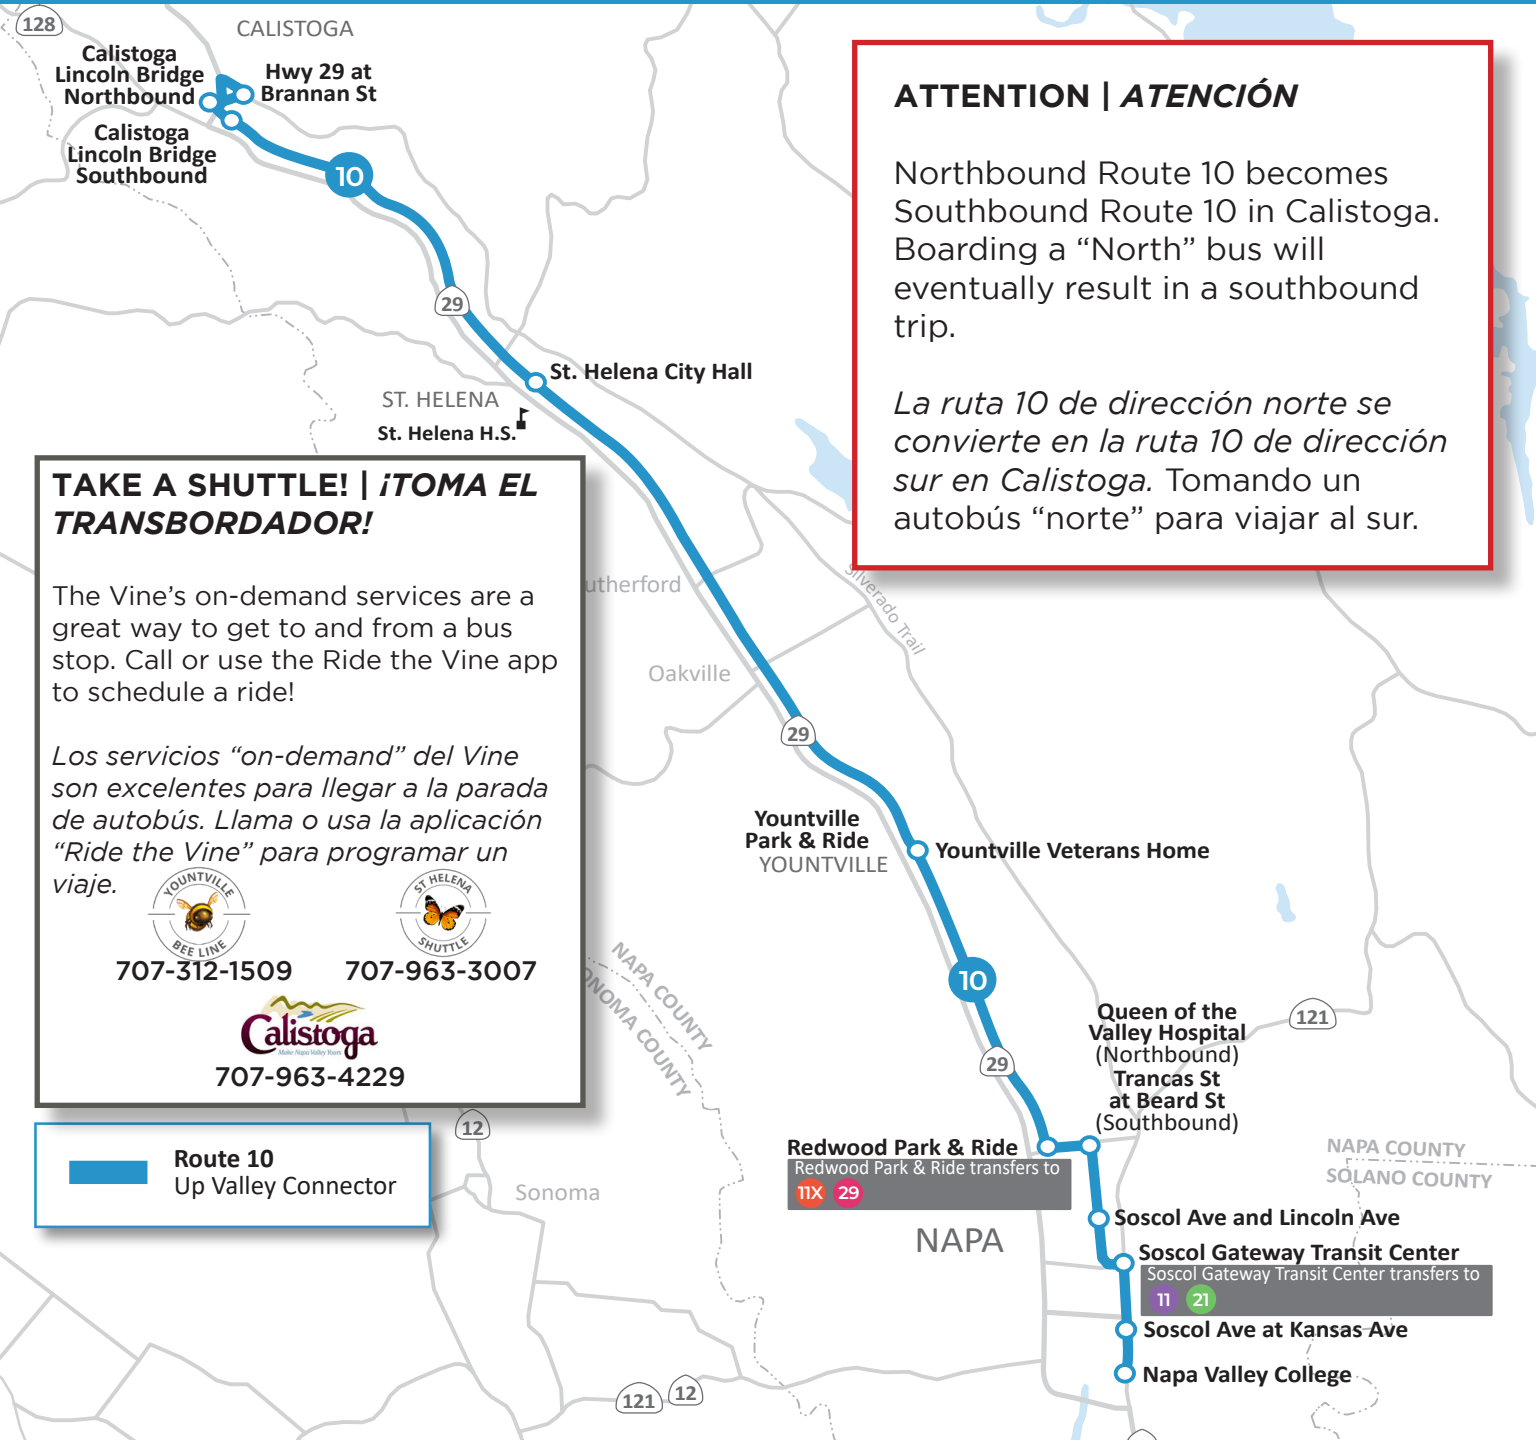 128
CALISTOGA
Calistoga
Lincoln Bridge
Northbound
Hwy 29 at
Brannan St
Calistoga
Lincoln Bridge
Southbound
10
29
St. Helena City Hall
ST. HELENA
St. Helena H.S.
ATTENTION | ATENCIÓN
Northbound Route 10 becomes
Southbound Route 10 in Calistoga.
Boarding a “North” bus will
eventually result in a southbound
trip.
La ruta 10 de dirección norte se
convierte en la ruta 10 de dirección
sur en Calistoga. Tomando un
autobús “norte” para viajar al sur.
TAKE A SHUTTLE! | ¡TOMA EL
TRANSBORDADOR!
The Vine’s on-demand services are a
great way to get to and from a bus
stop. Call or use the Ride the Vine app
to schedule a ride!
Los servicios “on-demand” del Vine
son excelentes para llegar a la parada
de autobús. Llama o usa la aplicación
“Ride the Vine” para programar un
viaje.
YOUNTVILLE
BEE LINE
707-312-1509
ST HELENA
SHUTTLE
707-963-3007
Calistoga
Make Napa Valley Yours
707-963-4229
utherford
Silverado Trail
Oakville
29
Yountville
Park & Ride
YOUNTVILLE
Yountville Veterans Home
NAPA COUNTY
ONOMA COUNTY
10
29
Queen of the
Valley Hospital
(Northbound)
Trancas St
at Beard St
(Southbound)
121
12
Route 10
Up Valley Connector
Sonoma
Redwood Park & Ride
Redwood Park & Ride transfers to
11X 29
NAPA COUNTY
SOLANO COUNTY
NAPA
Soscol Ave and Lincoln Ave
Soscol Gateway Transit Center
Soscol Gateway Transit Center transfers to
11 21
Soscol Ave at Kansas Ave
Napa Valley College
121
12